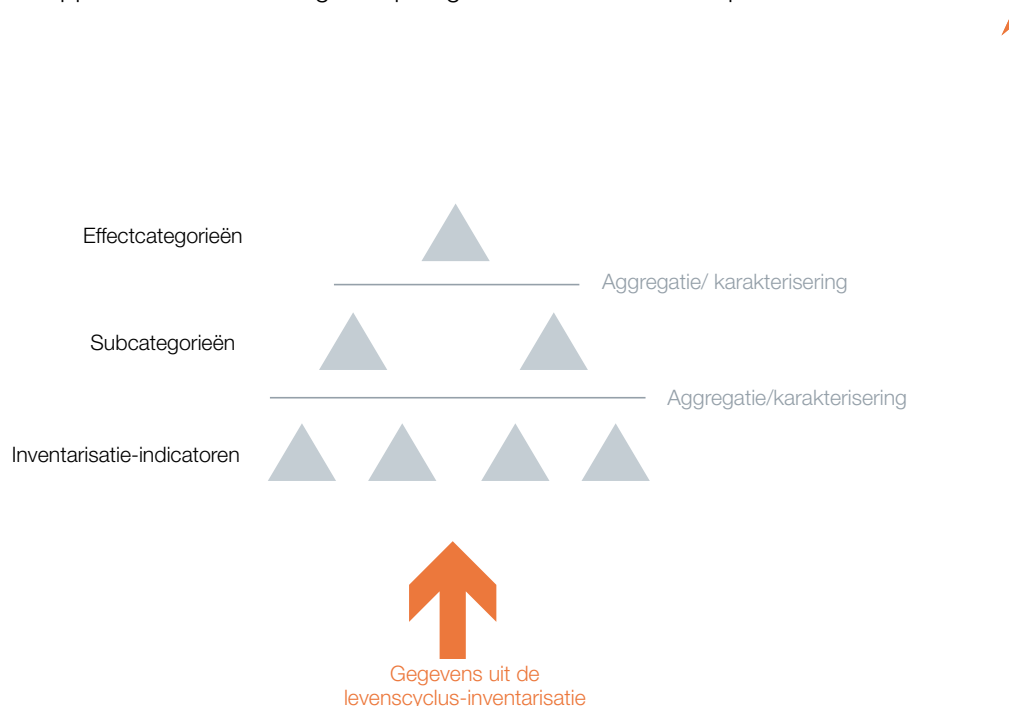 Effectcategorieën
Aggregatie/ karakterisering
Subcategorieën
Aggregatie/karakterisering
Inventarisatie-indicatoren
Gegevens uit de
levenscyclus-inventarisatie